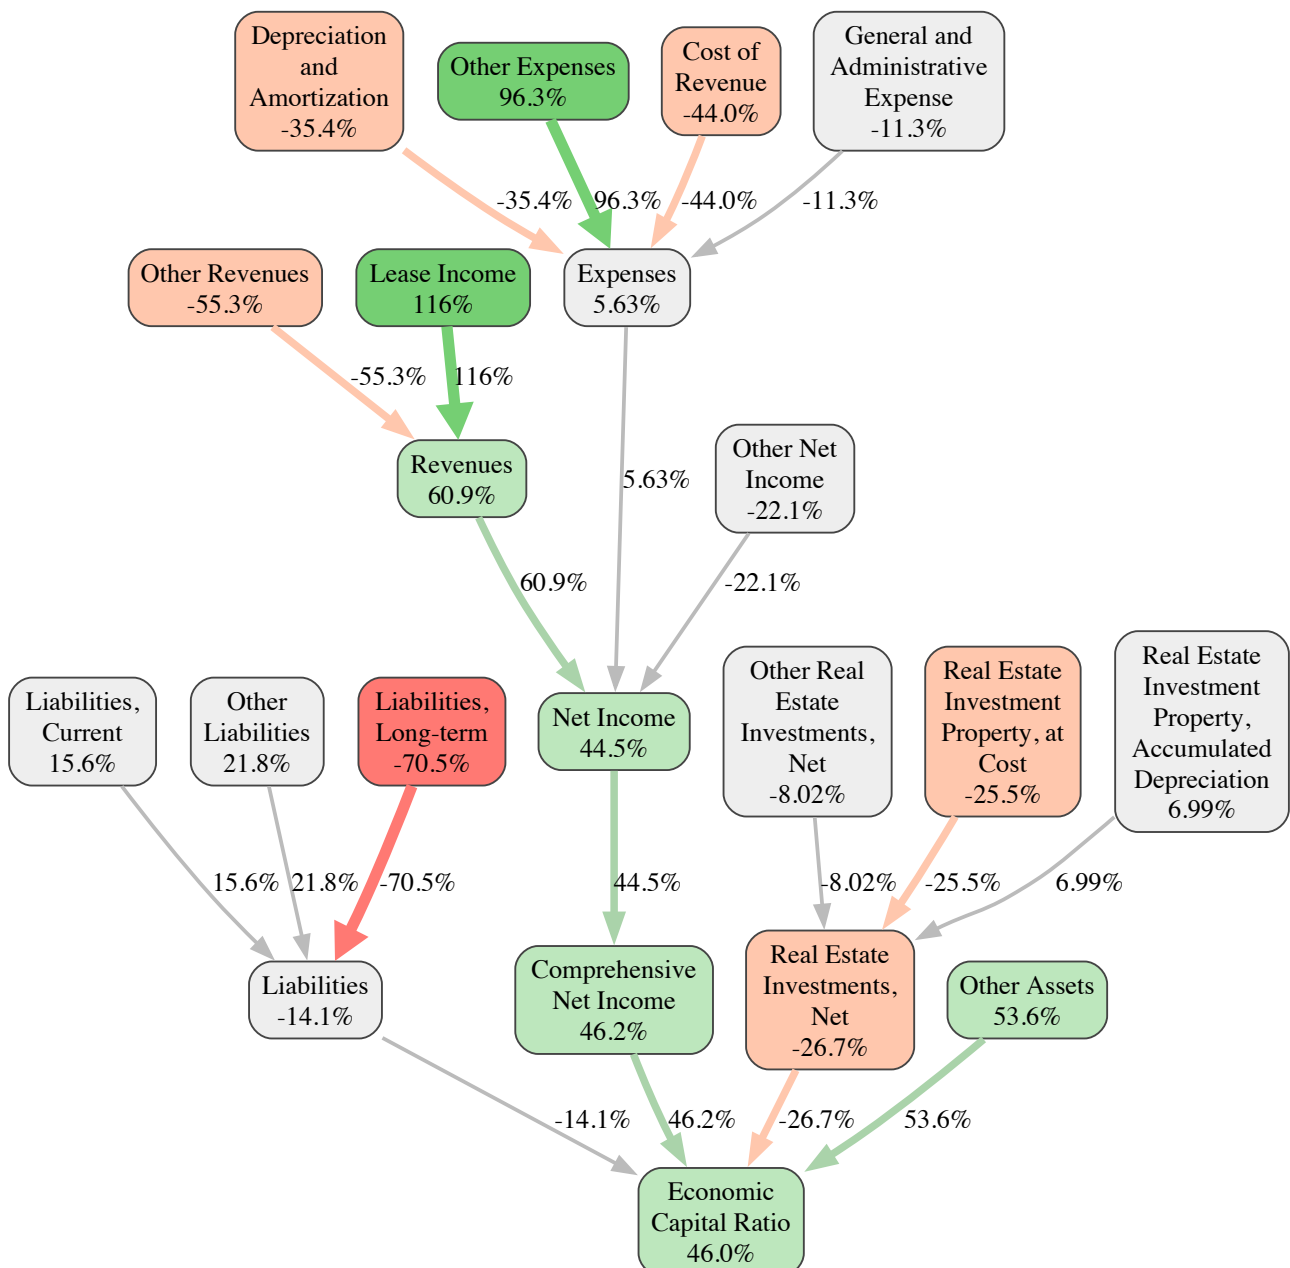 Depreciation
and
Amortization
-35.4%
Other Expenses
96.3%
Cost of
Revenue
-44.0%
General and
Administrative
Expense
-11.3%
-35.4%
96.3%
-44.0%
-11.3%
Other Revenues
-55.3%
Lease Income
116%
Expenses
5.63%
-55.3%
116%
Revenues
60.9%
5.63%
Other Net
Income
-22.1%
60.9%
-22.1%
Liabilities,
Current
15.6%
Other
Liabilities
21.8%
Liabilities,
Long-term
-70.5%
Net Income
44.5%
Other Real
Estate
Investments,
Net
-8.02%
Real Estate
Investment
Property, at
Cost
-25.5%
Real Estate
Investment
Property,
Accumulated
Depreciation
6.99%
15.6%
21.8%
-70.5%
44.5%
-8.02%
-25.5%
6.99%
Liabilities
-14.1%
Comprehensive
Net Income
46.2%
Real Estate
Investments,
Net
-26.7%
Other Assets
53.6%
-14.1%
46.2%
-26.7%
53.6%
Economic
Capital Ratio
46.0%